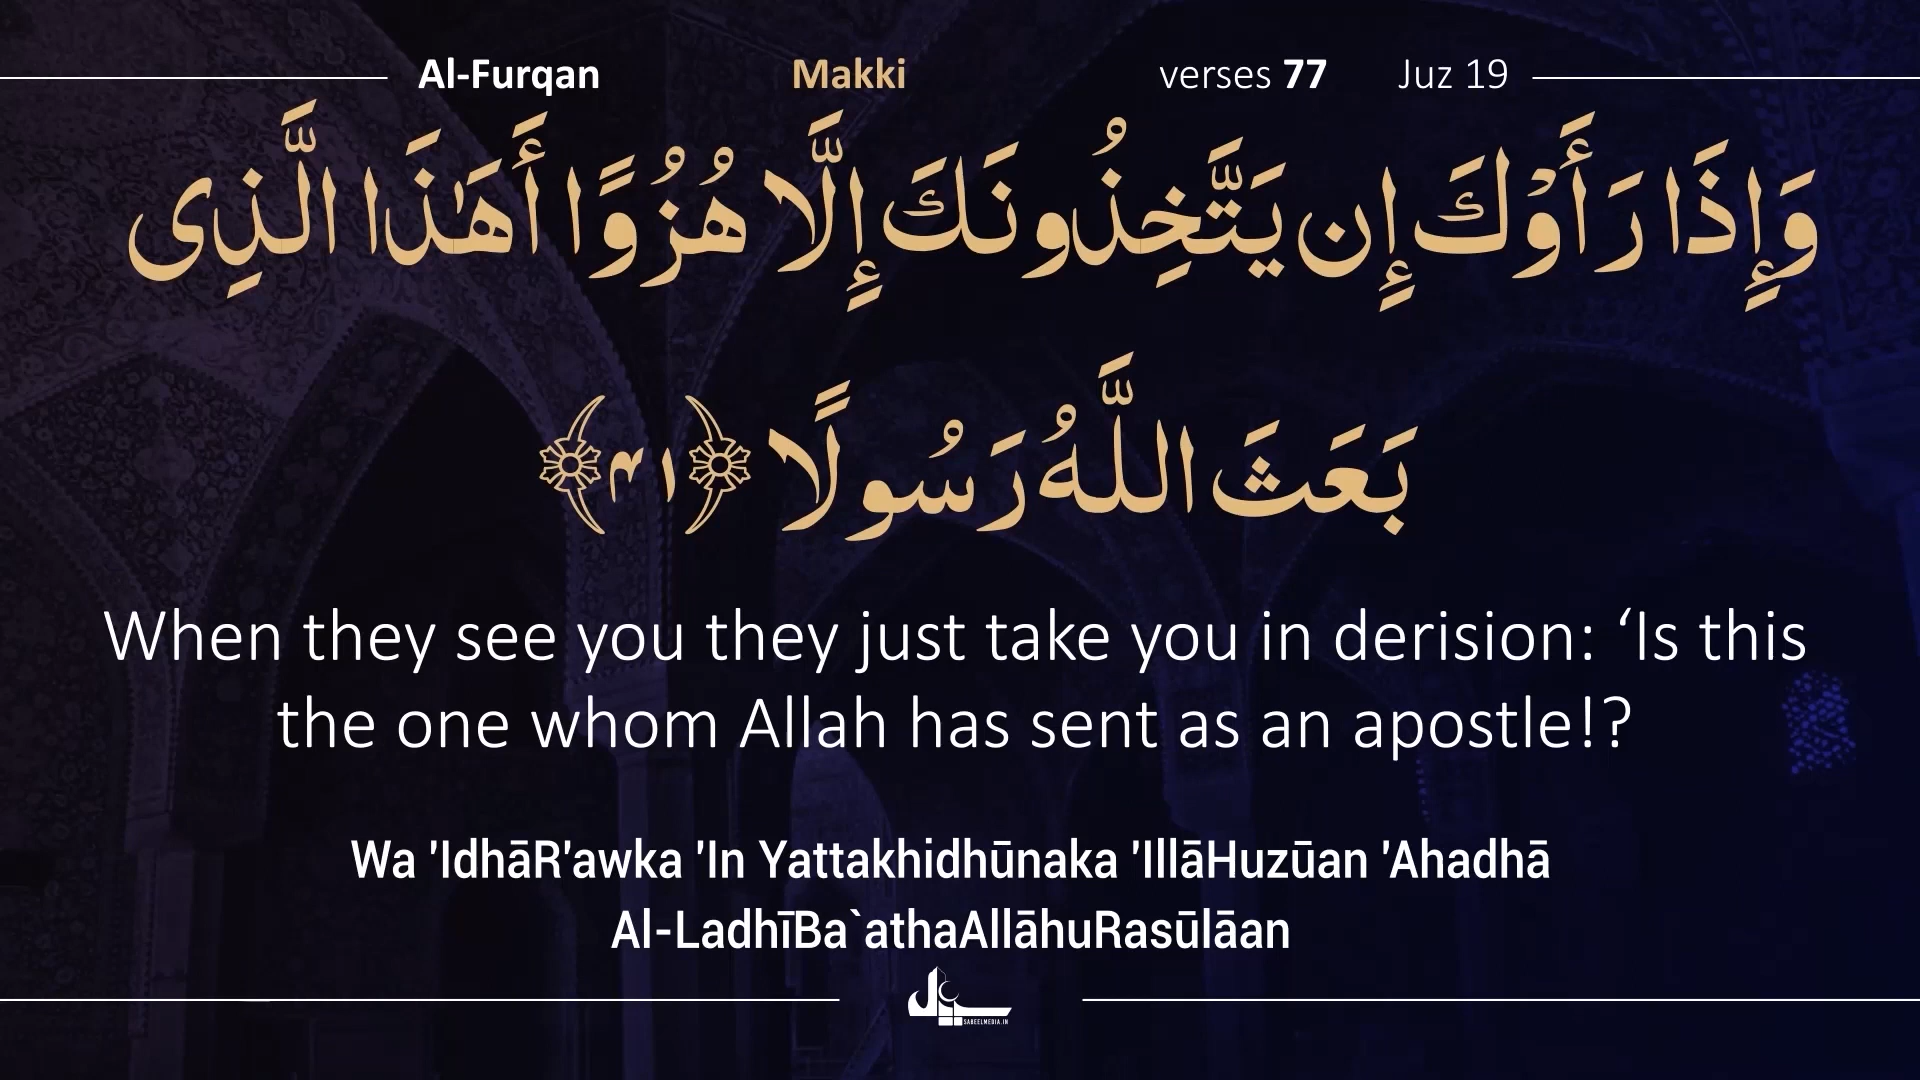 Al-Furqan Makki verses 77 Juz 19
وَإِذَا رَأَوْكَ إِن يَتَّخِذُونَكَ إِلَّا هُزُوًا أَهَـٰذَا الَّذِى
بَعَثَ اللَّهُ رَسُولًا ﴿۴۱﴾
When they see you they just take you in derision: ‘Is this
the one whom Allah has sent as an apostle!?
Wa 'IdhāR'awka 'In Yattakhidhūnaka 'IllāHuzūan 'Ahadhā
Al-LadhīBa`athaAllāhuRasūlāan
SABEELMEDIA.IN